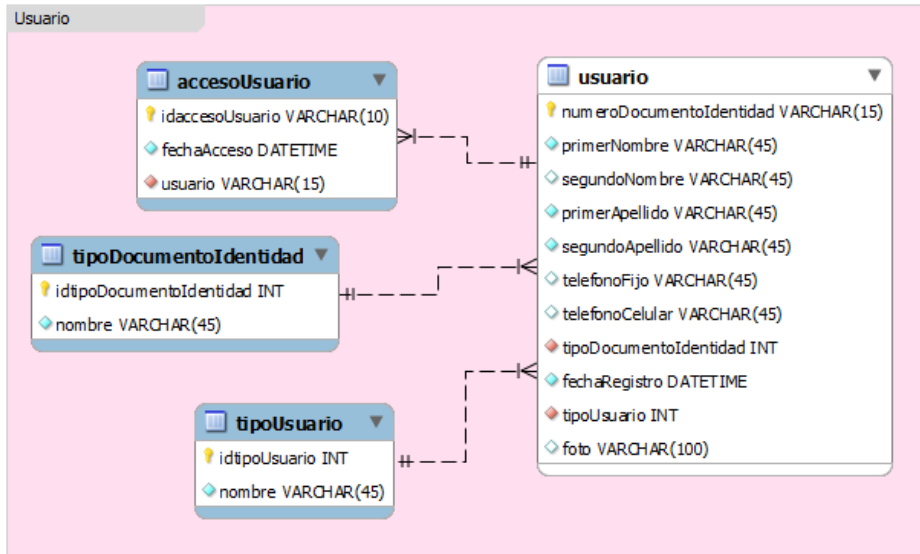 Usuario
accesoUsuario
idaccesoUsuario VARCHAR(10)
fechaAcceso DATETIME
usuario VARCHAR(15)
tipoDocumentoIdentidad
idtipoDocumentoIdentidad INT
nombre VARCHAR(45)
tipoUsuario
idtipoUsuario INT
nombre VARCHAR(45)
usuario
numeroDocumentoIdentidad VARCHAR(15)
primerNombre VARCHAR(45)
segundoNombre VARCHAR(45)
primerApellido VARCHAR(45)
segundoApellido VARCHAR(45)
telefonoFijo VARCHAR(45)
telefonoCelular VARCHAR(45)
tipoDocumentoIdentidad INT
fechaRegistro DATETIME
tipoUsuario INT
foto VARCHAR(100)